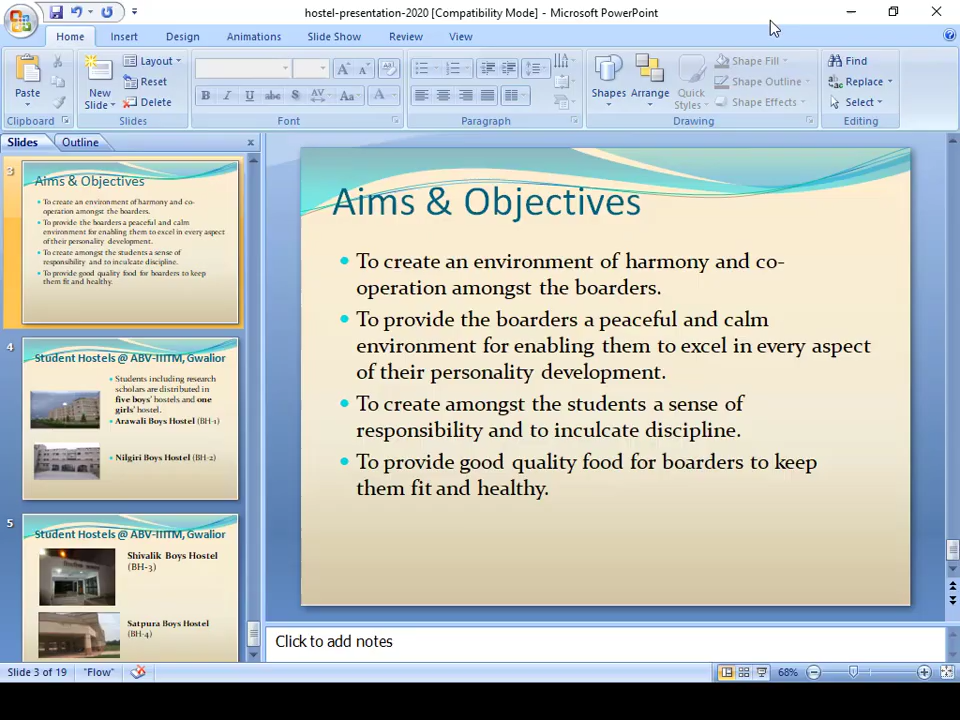 hostel-presentation-2020 [Compatibility Mode] - Microsoft PowerPoint
Home Insert Design Animations Slide Show Review View
Paste
Clipboard
New Slide
Layout
Reset
Delete
Slides
B I U abc S AV Aa A
Font
Paragraph
Shapes Arrange Quick Styles
Shape Fill
Shape Outline
Shape Effects
Drawing
Find
Replace
Select
Editing
Slides Outline
3
Aims & Objectives
To create an environment of harmony and co-
operation amongst the boarders.
To provide the boarders a peaceful and calm
environment for enabling them to excel in every aspect
of their personality development.
To create amongst the students a sense of
responsibility and to inculcate discipline.
To provide good quality food for boarders to keep
them fit and healthy.
4
Student Hostels @ ABV-IIITM, Gwalior
Students including research
scholars are distributed in
five boys' hostels and one
girls' hostel.
Arawali Boys Hostel (BH-1)
Nilgiri Boys Hostel (BH-2)
5
Student Hostels @ ABV-IIITM, Gwalior
Shivalik Boys Hostel
(BH-3)
Satpura Boys Hostel
(BH-4)
Aims & Objectives
To create an environment of harmony and co-
operation amongst the boarders.
To provide the boarders a peaceful and calm
environment for enabling them to excel in every aspect
of their personality development.
To create amongst the students a sense of
responsibility and to inculcate discipline.
To provide good quality food for boarders to keep
them fit and healthy.
Click to add notes
Slide 3 of 19 "Flow" 68%